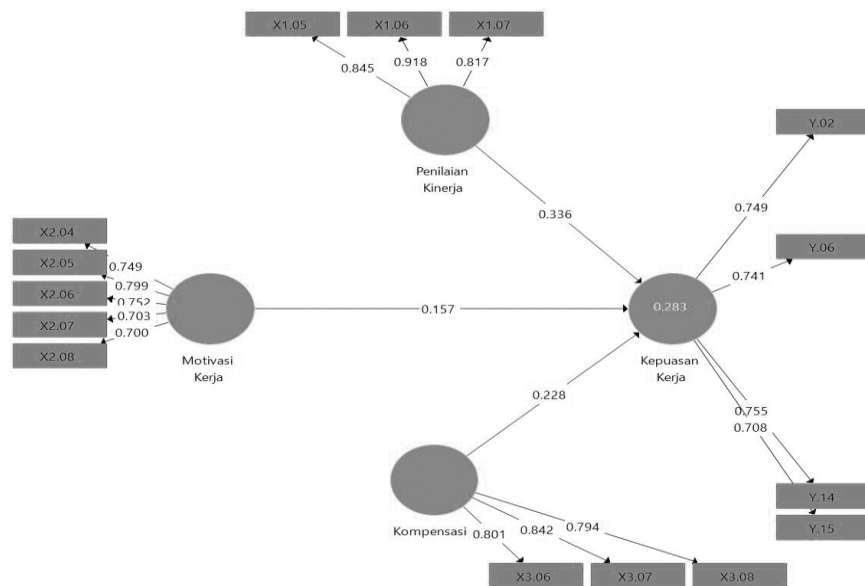 X1.05
X1.06
X1.07
0.845
0.918
0.817
Penilaian
Kinerja
0.336
Y.02
0.749
Y.06
0.741
X2.04
X2.05
X2.06
X2.07
X2.08
0.749
0.799
0.752
0.703
0.700
Motivasi
Kerja
0.157
0.283
Kepuasan
Kerja
0.228
0.755
0.708
Y.14
Y.15
Kompensasi
0.801
0.842
0.794
X3.06
X3.07
X3.08